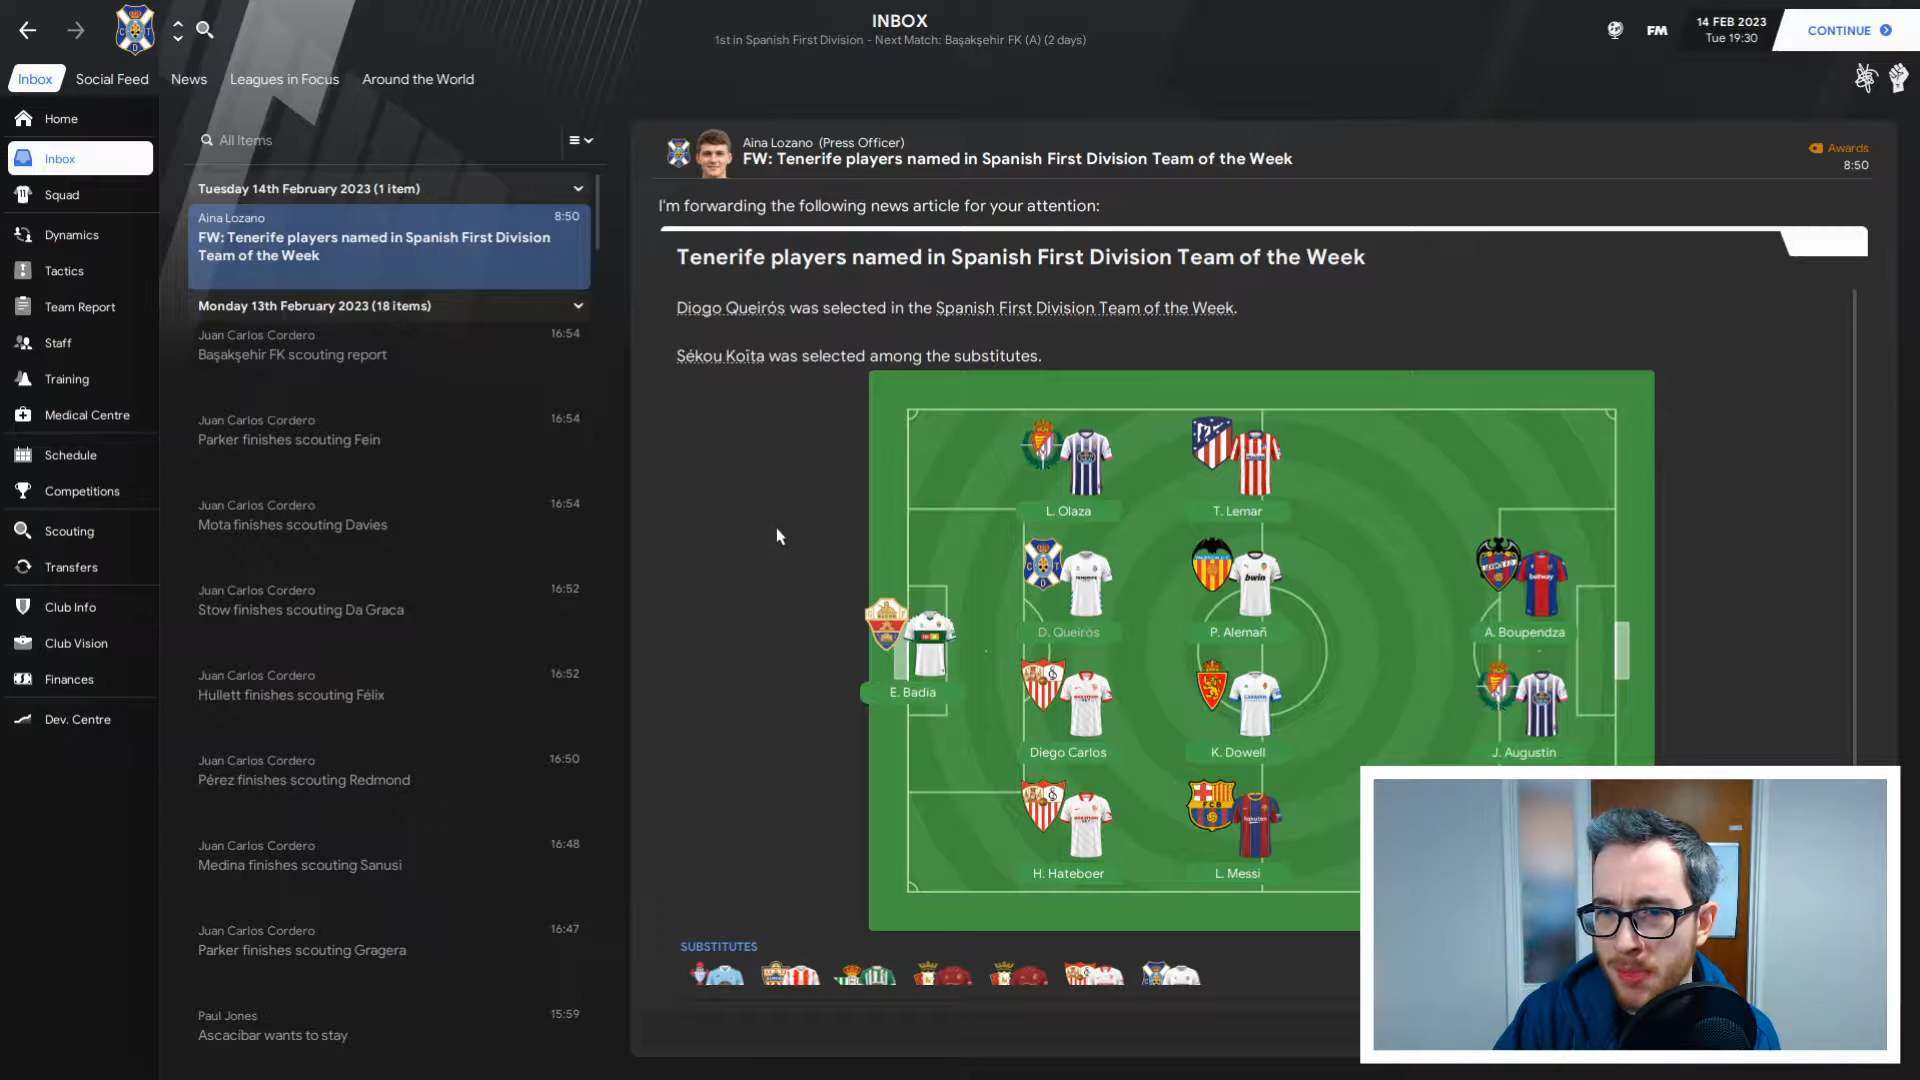 INBOX
1st in Spanish First Division - Next Match: Başakşehir FK (A) (2 days)
FM
14 FEB 2023
Tue 19:30
CONTINUE
Inbox
Social Feed
News
Leagues in Focus
Around the World
Home
Inbox
Squad
Dynamics
Tactics
Team Report
Staff
Training
Medical Centre
Schedule
Competitions
Scouting
Transfers
Club Info
Club Vision
Finances
Dev. Centre
All Items
Tuesday 14th February 2023 (1 item)
Aina Lozano 8:50
FW: Tenerife players named in Spanish First Division
Team of the Week
Monday 13th February 2023 (18 items)
Juan Carlos Cordero 16:54
Başakşehir FK scouting report
Juan Carlos Cordero 16:54
Parker finishes scouting Fein
Juan Carlos Cordero 16:54
Mota finishes scouting Davies
Juan Carlos Cordero 16:52
Stow finishes scouting Da Graca
Juan Carlos Cordero 16:52
Hullett finishes scouting Félix
Juan Carlos Cordero 16:50
Pérez finishes scouting Redmond
Juan Carlos Cordero 16:48
Medina finishes scouting Sanusi
Juan Carlos Cordero 16:47
Parker finishes scouting Gragera
Paul Jones 15:59
Ascacibar wants to stay
Aina Lozano (Press Officer)
FW: Tenerife players named in Spanish First Division Team of the Week
Awards
8:50
I'm forwarding the following news article for your attention:
Tenerife players named in Spanish First Division Team of the Week
Diogo Queirós was selected in the Spanish First Division Team of the Week.
Sékou Koïta was selected among the substitutes.
L. Olaza
T. Lemar
bwin
betway
D. Queirós
P. Alemañ
A. Boupendza
E. Badia
Diego Carlos
K. Dowell
J. Augustin
FCB
H. Hateboer
L. Messi
SUBSTITUTES